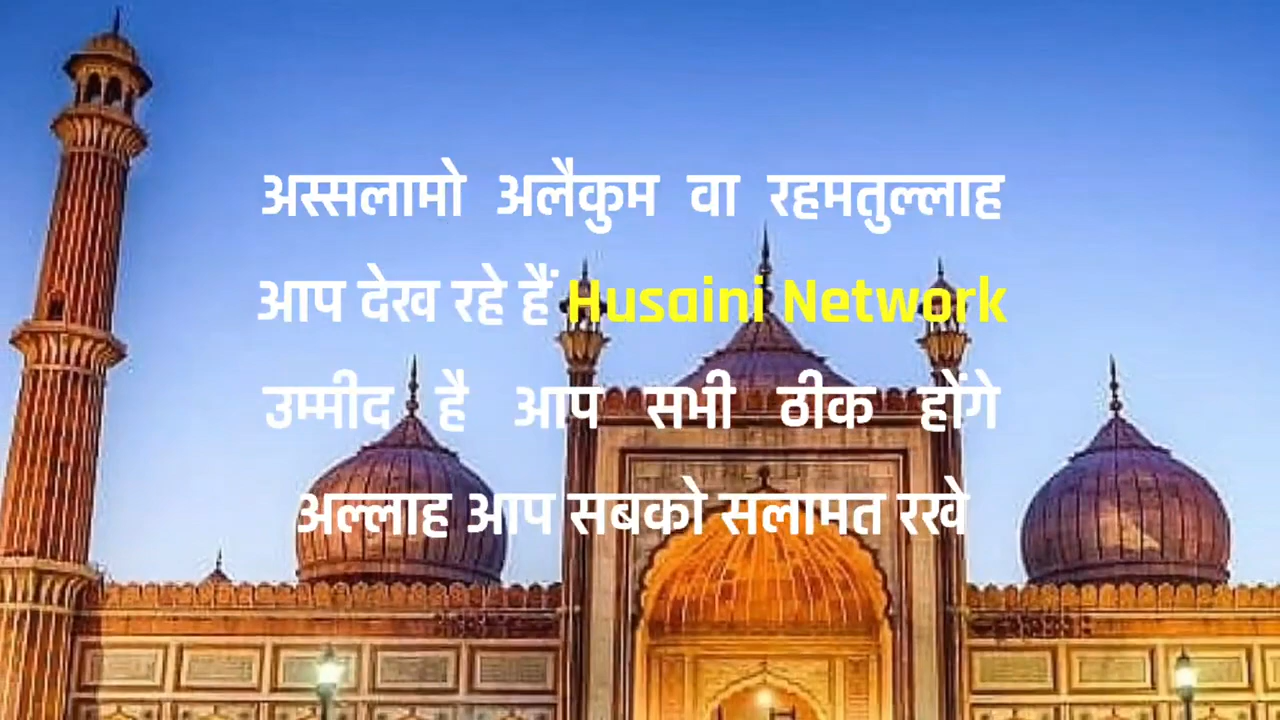 अस्सलामो अलैकुम वा रहमतुल्लाह
आप देख रहे हैं Husaini Network
उम्मीद है आप सभी ठीक होंगे
अल्लाह आप सबको सलामत रखे